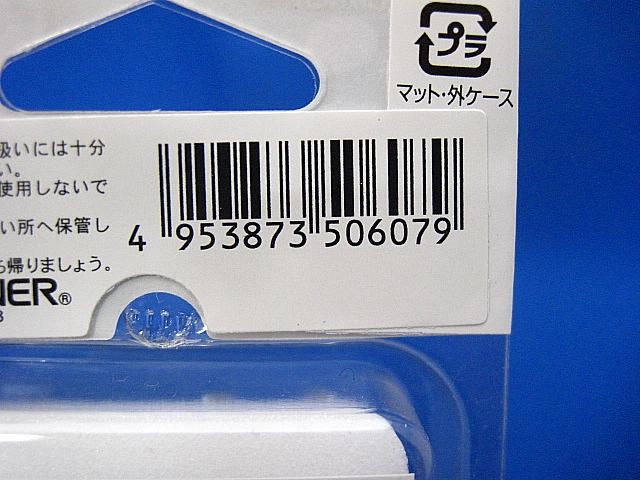 プラ
マット・外ケース
扱いには十分
い。
使用しないで
い所へ保管し
ち帰りましょう。
NER®
4 953873 506079